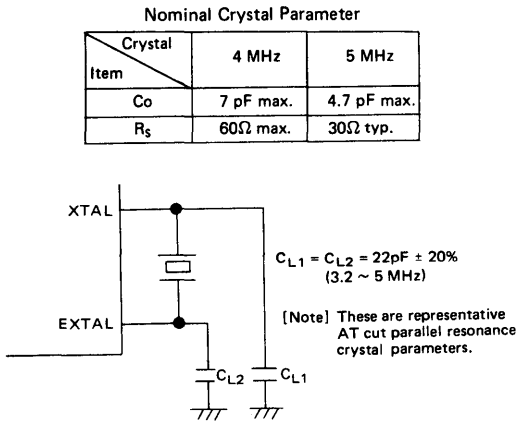 Nominal Crystal Parameter
Crystal
Item
4 MHz
5 MHz
Co
7 pF max.
4.7 pF max.
RS
60Ω max.
30Ω typ.
XTAL
CL1 = CL2 = 22pF ± 20%
(3.2 ~ 5 MHz)
EXTAL
[Note] These are representative
AT cut parallel resonance
crystal parameters.
CL2
CL1